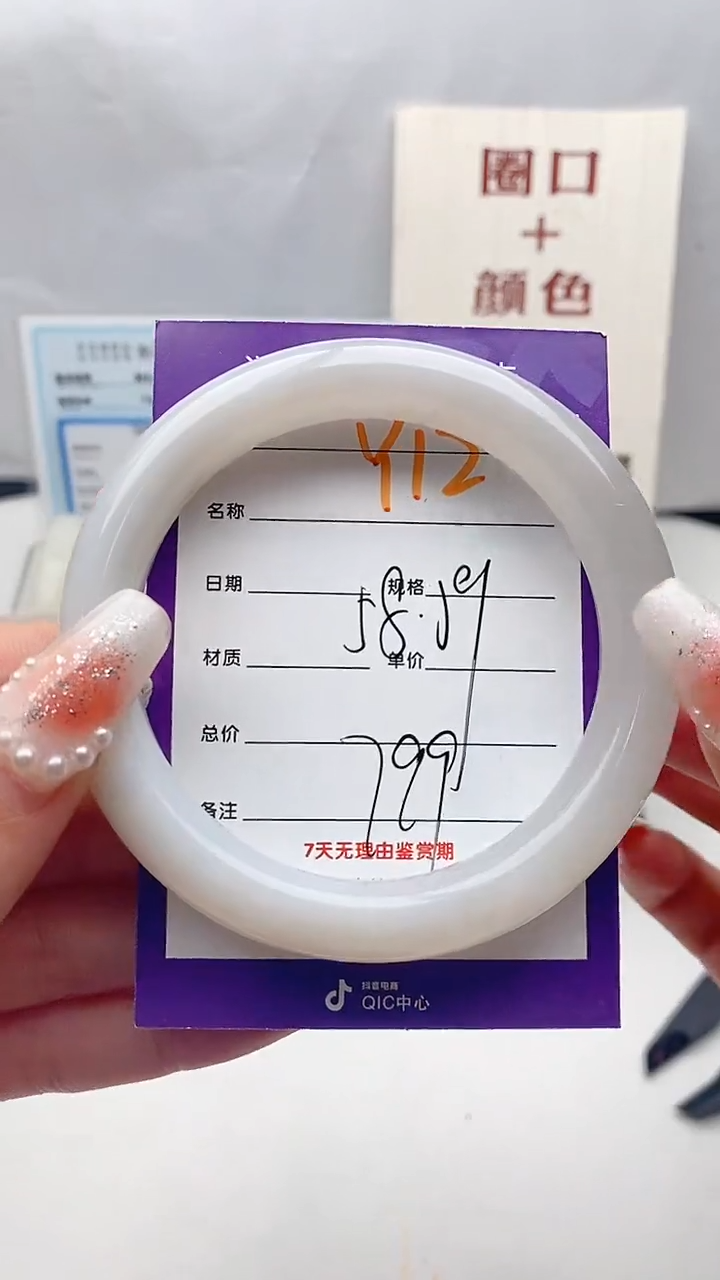 圈口
+
颜色
Y12
名称
日期
规格
58.59
材质
单价
总价
799
备注
7天无理由鉴赏期
抖音电商
QIC中心